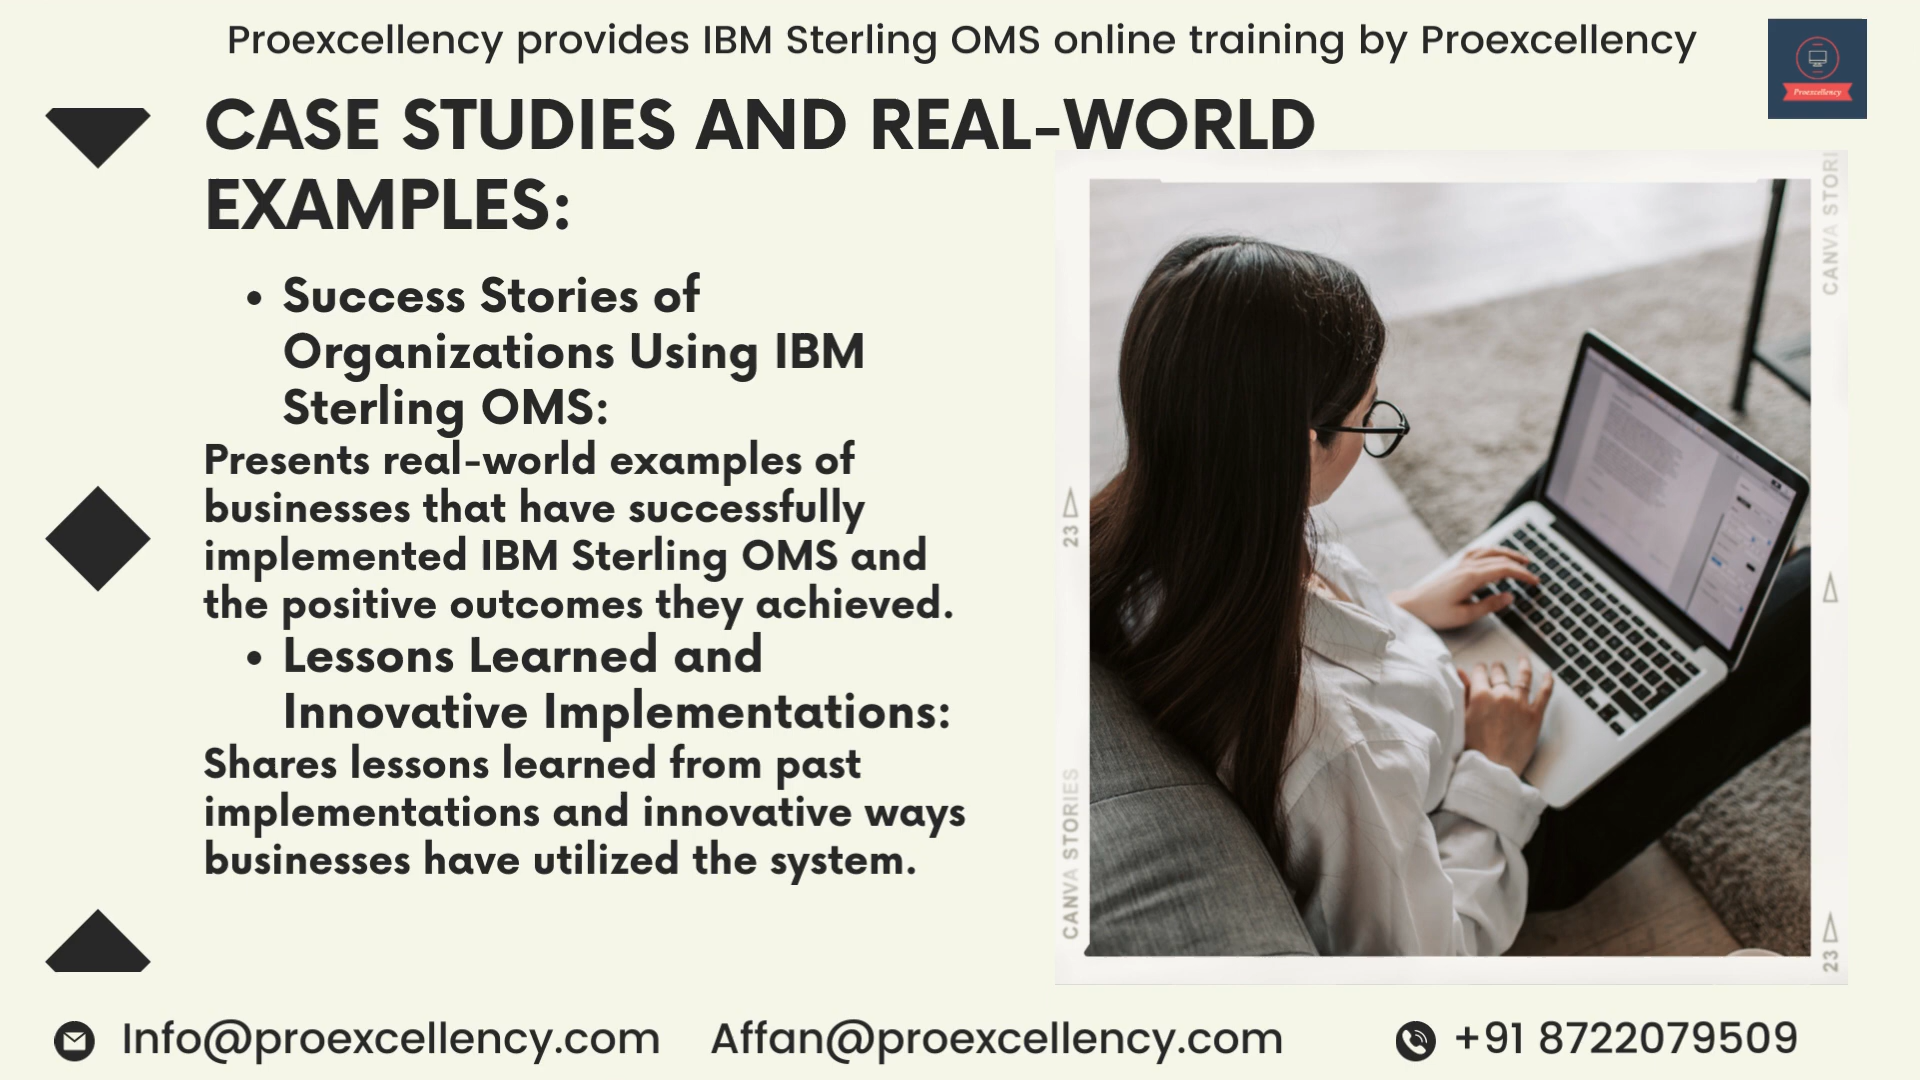 Proexcellency provides IBM Sterling OMS online training by Proexcellency
Proexcellency
CASE STUDIES AND REAL-WORLD
EXAMPLES:
• Success Stories of
Organizations Using IBM
Sterling OMS:
Presents real-world examples of
businesses that have successfully
implemented IBM Sterling OMS and
the positive outcomes they achieved.
• Lessons Learned and
Innovative Implementations:
Shares lessons learned from past
implementations and innovative ways
businesses have utilized the system.
CANVA STORI
23
CANVA STORIES
23
Info@proexcellency.com
Affan@proexcellency.com
+91 8722079509